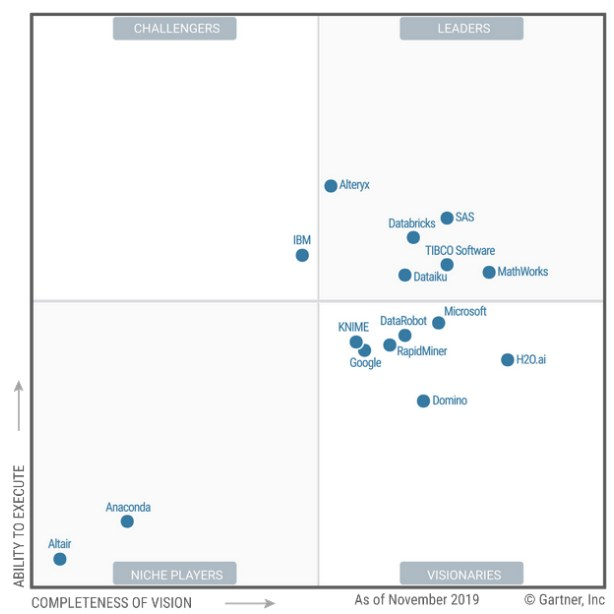 CHALLENGERS
LEADERS
Alteryx
SAS
Databricks
IBM
TIBCO Software
MathWorks
Dataiku
Microsoft
DataRobot
KNIME
RapidMiner
Google
H2O.ai
Domino
Anaconda
Altair
NICHE PLAYERS
VISIONARIES
ABILITY TO EXECUTE
COMPLETENESS OF VISION
As of November 2019
© Gartner, Inc